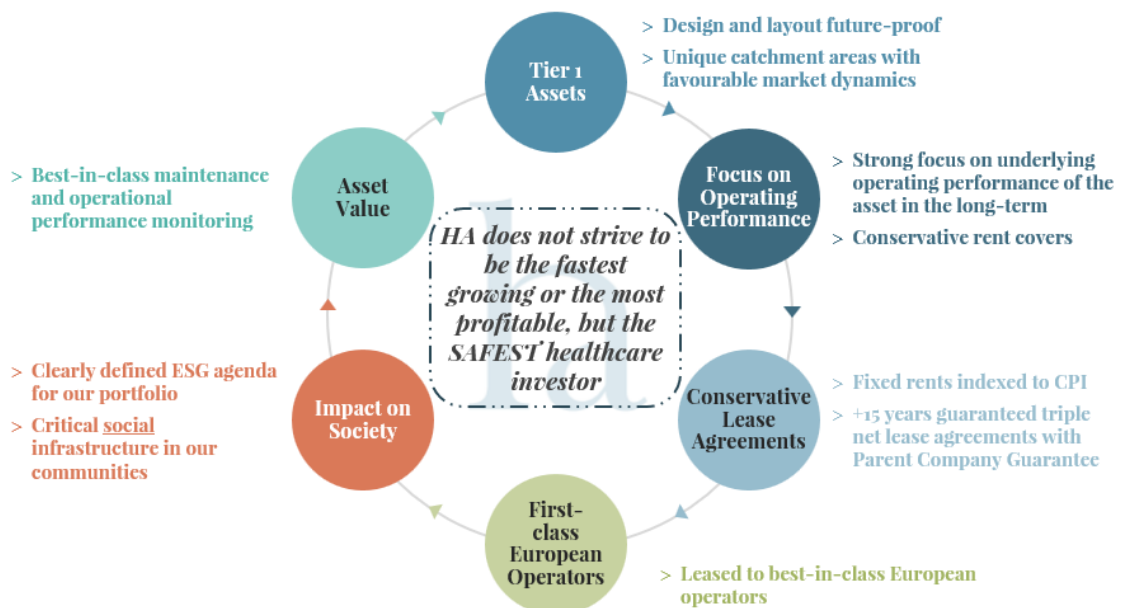 Tier 1
Assets
> Design and layout future-proof
> Unique catchment areas with
favourable market dynamics
Focus on
Operating
Performance
> Strong focus on underlying
operating performance of the
asset in the long-term
> Conservative rent covers
Conservative
Lease
Agreements
> Fixed rents indexed to CPI
> +15 years guaranteed triple
net lease agreements with
Parent Company Guarantee
First-
class
European
Operators
> Leased to best-in-class European
operators
Impact on
Society
> Clearly defined ESG agenda
for our portfolio
> Critical social
infrastructure in our
communities
Asset
Value
> Best-in-class maintenance
and operational
performance monitoring
ha
HA does not strive to
be the fastest
growing or the most
profitable, but the
SAFEST healthcare
investor